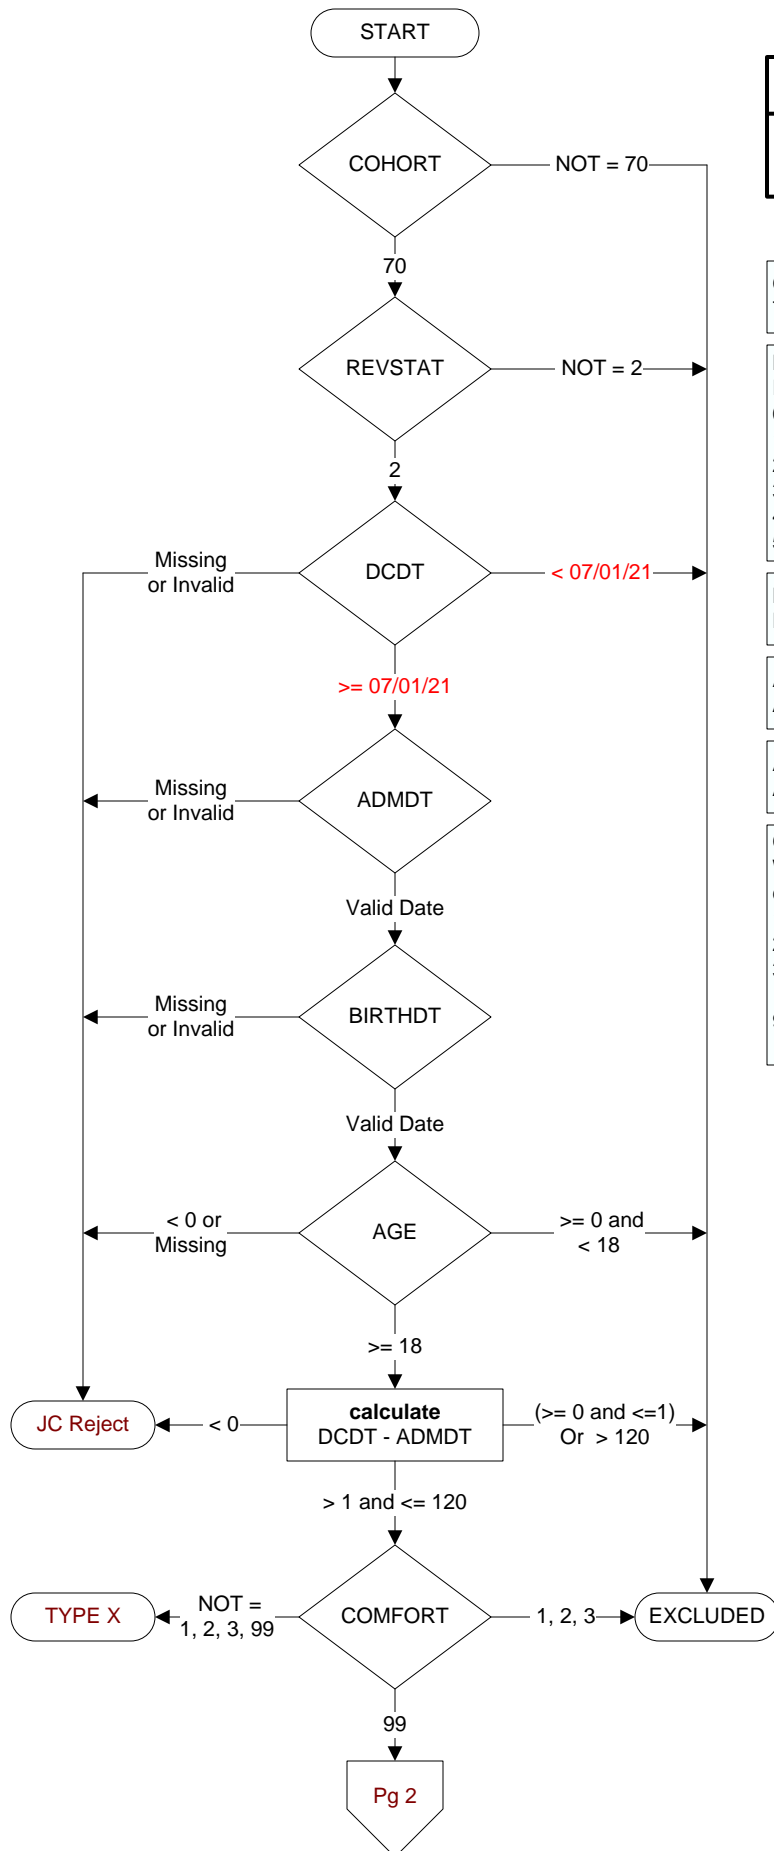 START
COHORT
NOT = 70
70
REVSTAT
NOT = 2
2
Missing
or Invalid
DCDT
< 07/01/21
>= 07/01/21
Missing
or Invalid
ADMDT
Valid Date
Missing
or Invalid
BIRTHDT
Valid Date
< 0 or
Missing
AGE
>= 0 and
< 18
>= 18
JC Reject
< 0
calculate
DCDT - ADMDT
(>= 0 and <=1)
Or > 120
> 1 and <= 120
TYPE X
NOT =
1, 2, 3, 99
COMFORT
1, 2, 3
EXCLUDED
99
Pg 2